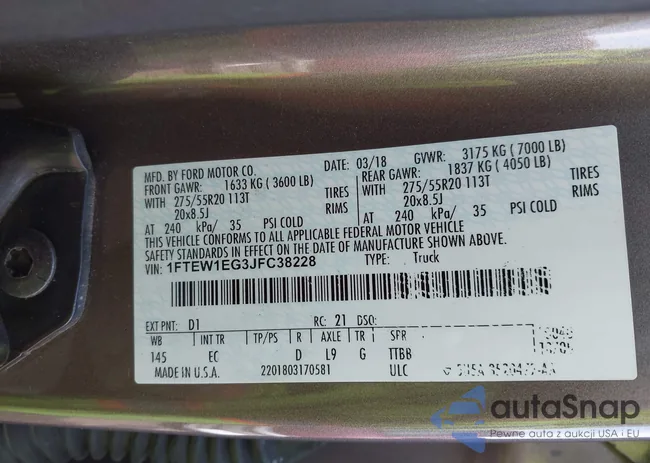 MFD. BY FORD MOTOR CO.
DATE: 03/18 GVWR: 3175 KG ( 7000 LB)
FRONT GAWR: 1633 KG ( 3600 LB) REAR GAWR: 1837 KG ( 4050 LB)
WITH 275/55R20 113T TIRES WITH 275/55R20 113T TIRES
20x8.5J RIMS 20x8.5J RIMS
AT 240 kPa/ 35 PSI COLD AT 240 kPa/ 35 PSI COLD
THIS VEHICLE CONFORMS TO ALL APPLICABLE FEDERAL MOTOR VEHICLE
SAFETY STANDARDS IN EFFECT ON THE DATE OF MANUFACTURE SHOWN ABOVE.
VIN: 1FTEW1EG3JFC38228 TYPE: Truck
EXT PNT: D1 RC: 21 DSO:
WB INT TR TP/PS R AXLE TR SPR
145 EC D L9 G TTBB
MADE IN U.S.A. 2201803170581 ULC
autaSnap
Pewne auto z aukcji USA i EU